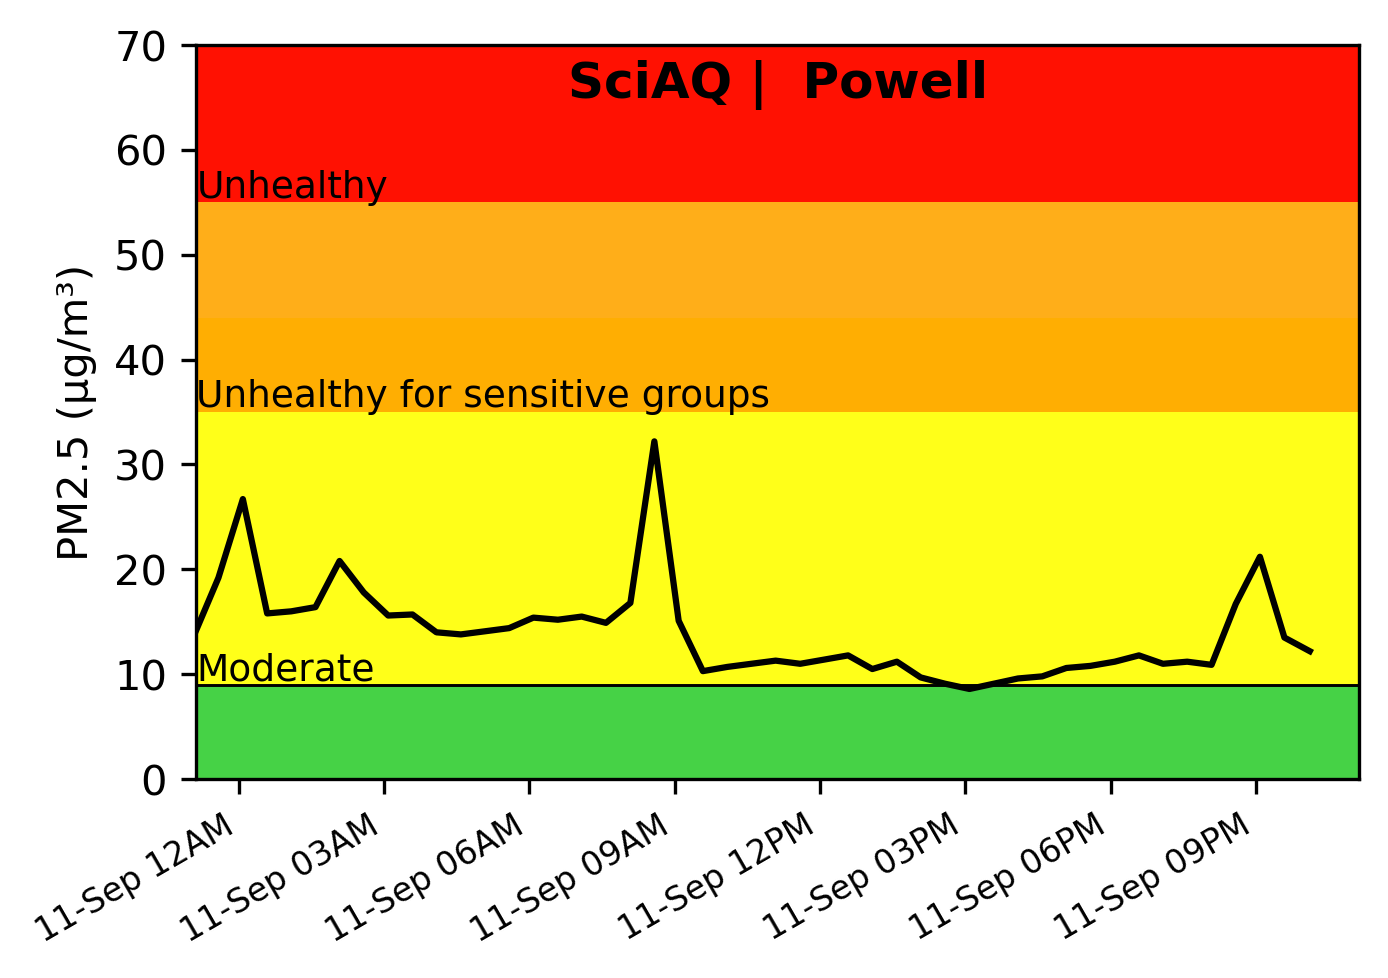 SciAQ |  Powell
70
60
50
40
30
20
10
0
PM2.5 (µg/m³)
Unhealthy
Unhealthy for sensitive groups
Moderate
11-Sep 12AM
11-Sep 03AM
11-Sep 06AM
11-Sep 09AM
11-Sep 12PM
11-Sep 03PM
11-Sep 06PM
11-Sep 09PM